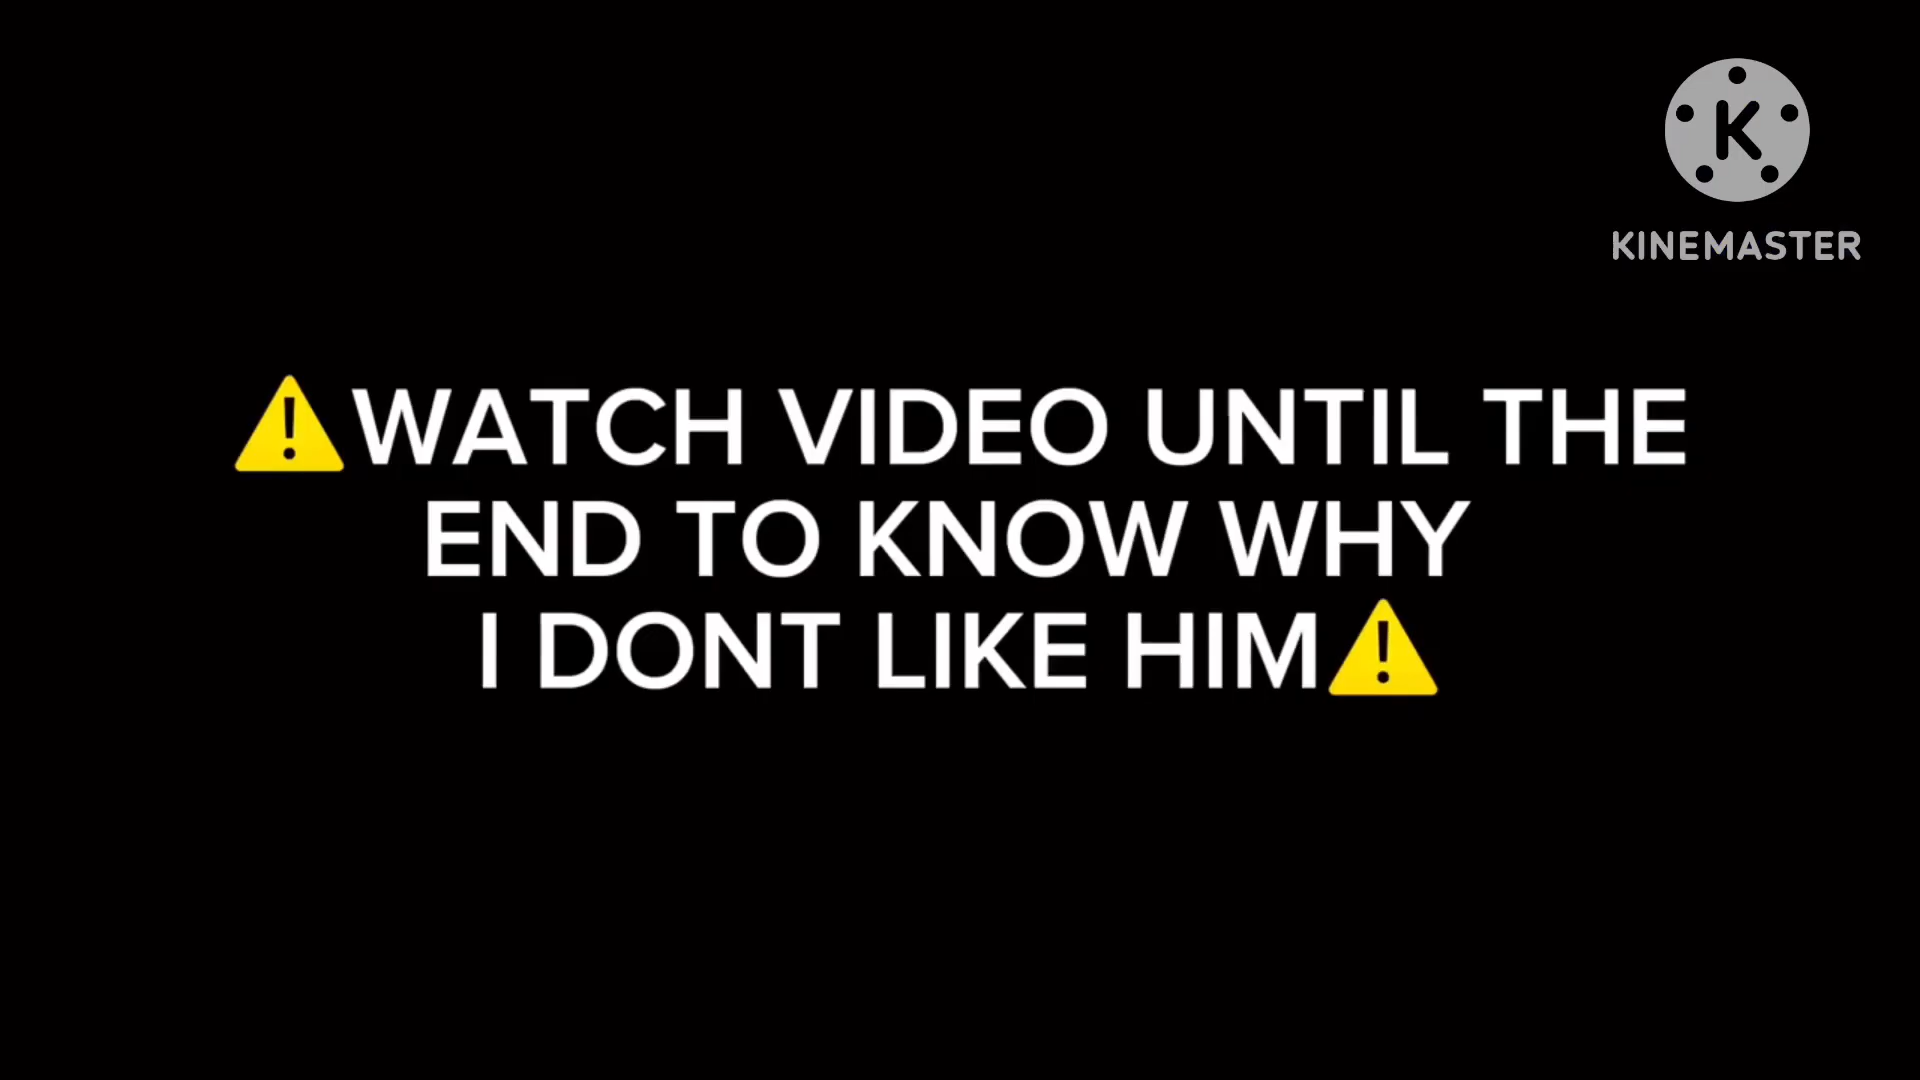 K
KINEMASTER
⚠️WATCH VIDEO UNTIL THE
END TO KNOW WHY
I DONT LIKE HIM⚠️